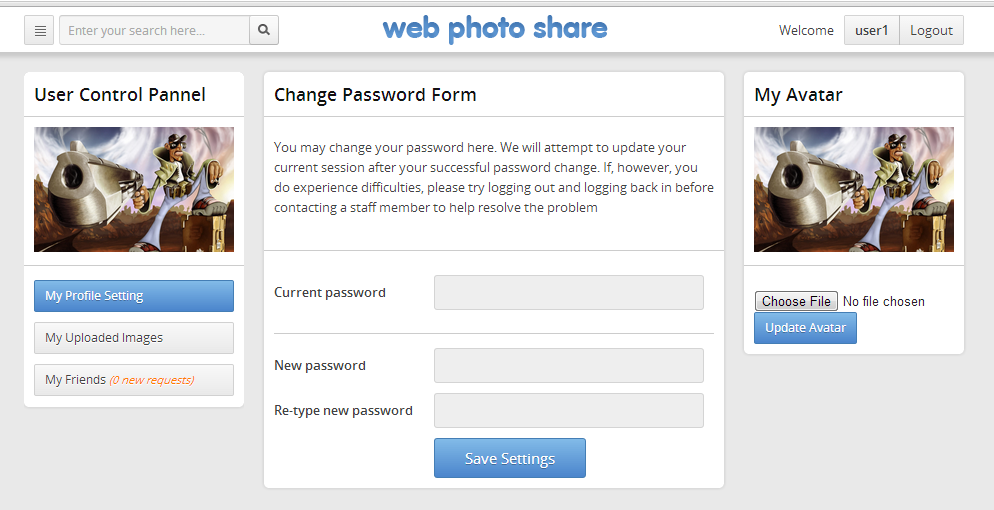 Enter your search here...
web photo share
Welcome user1 Logout
User Control Pannel
My Profile Setting
My Uploaded Images
My Friends (0 new requests)
Change Password Form
You may change your password here. We will attempt to update your
current session after your successful password change. If, however, you
do experience difficulties, please try logging out and logging back in before
contacting a staff member to help resolve the problem
Current password
New password
Re-type new password
Save Settings
My Avatar
Choose File No file chosen
Update Avatar